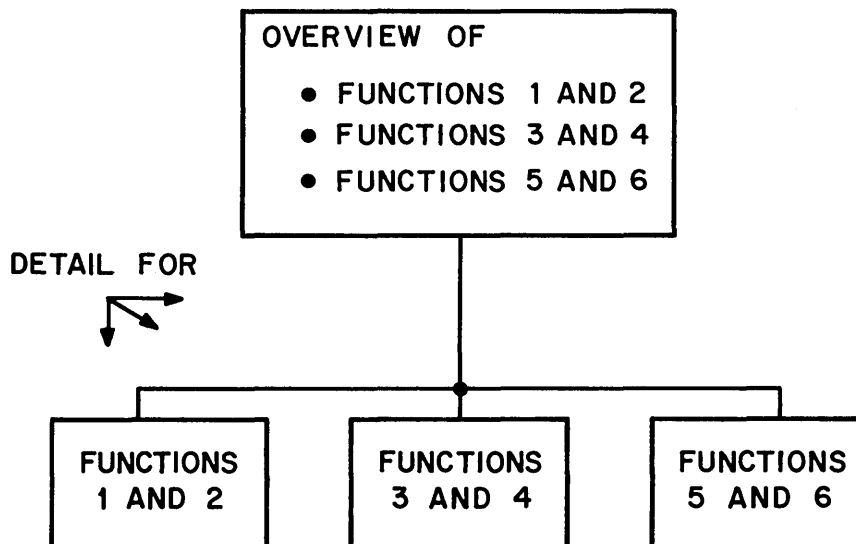 OVERVIEW OF
• FUNCTIONS 1 AND 2
• FUNCTIONS 3 AND 4
• FUNCTIONS 5 AND 6
DETAIL FOR
FUNCTIONS
1 AND 2
FUNCTIONS
3 AND 4
FUNCTIONS
5 AND 6